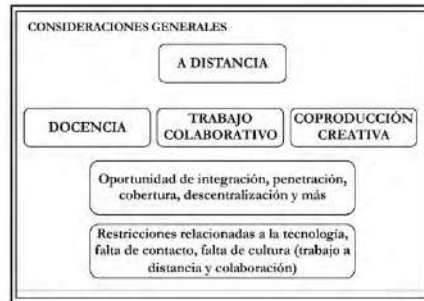 CONSIDERACIONES GENERALES
A DISTANCIA
DOCENCIA
TRABAJO
COLABORATIVO
COPRODUCCIÓN
CREATIVA
Oportunidad de integración, penetración,
cobertura, descentralización y más
Restricciones relacionadas a la tecnología,
falta de contacto, falta de cultura (trabajo a
distancia y colaboración)